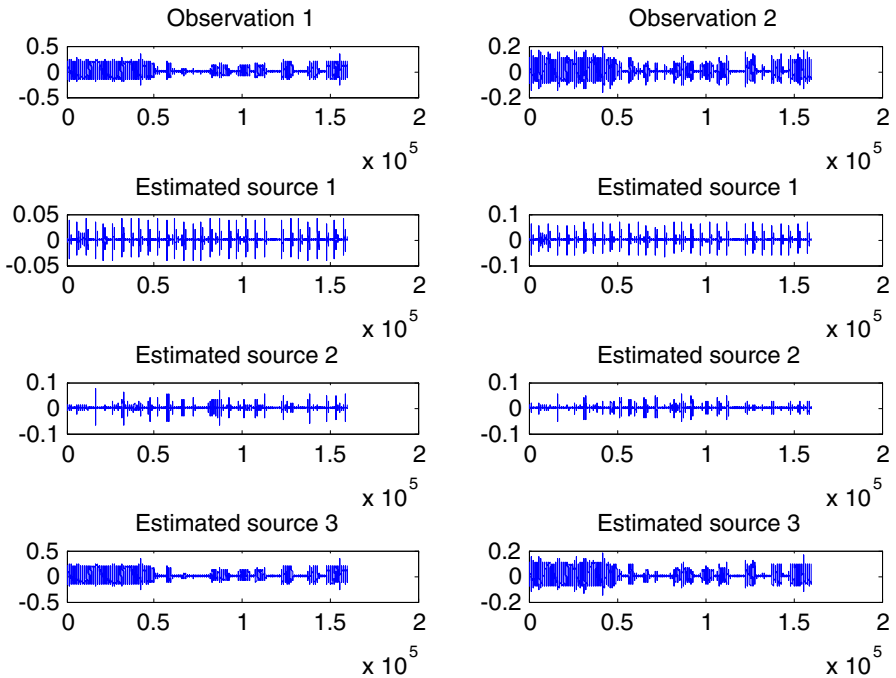 Observation 1
0.5
0
-0.5
0 0.5 1 1.5 2
x 10^5
Observation 2
0.2
0
-0.2
0 0.5 1 1.5 2
x 10^5
Estimated source 1
0.05
0
-0.05
0 0.5 1 1.5 2
x 10^5
Estimated source 1
0.1
0
-0.1
0 0.5 1 1.5 2
x 10^5
Estimated source 2
0.1
0
-0.1
0 0.5 1 1.5 2
x 10^5
Estimated source 2
0.1
0
-0.1
0 0.5 1 1.5 2
x 10^5
Estimated source 3
0.5
0
-0.5
0 0.5 1 1.5 2
x 10^5
Estimated source 3
0.2
0
-0.2
0 0.5 1 1.5 2
x 10^5